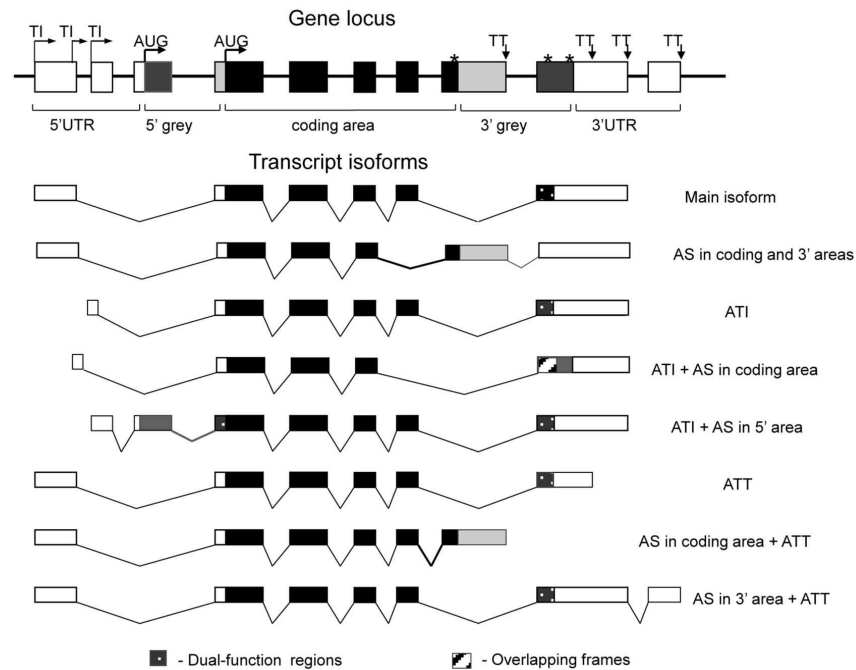 Gene locus
TI TI TI AUG AUG * TT * * TT TT TT
5'UTR 5' grey coding area 3' grey 3'UTR
Transcript isoforms
Main isoform
AS in coding and 3' areas
ATI
ATI + AS in coding area
ATI + AS in 5' area
ATT
AS in coding area + ATT
AS in 3' area + ATT
- Dual-function regions - Overlapping frames